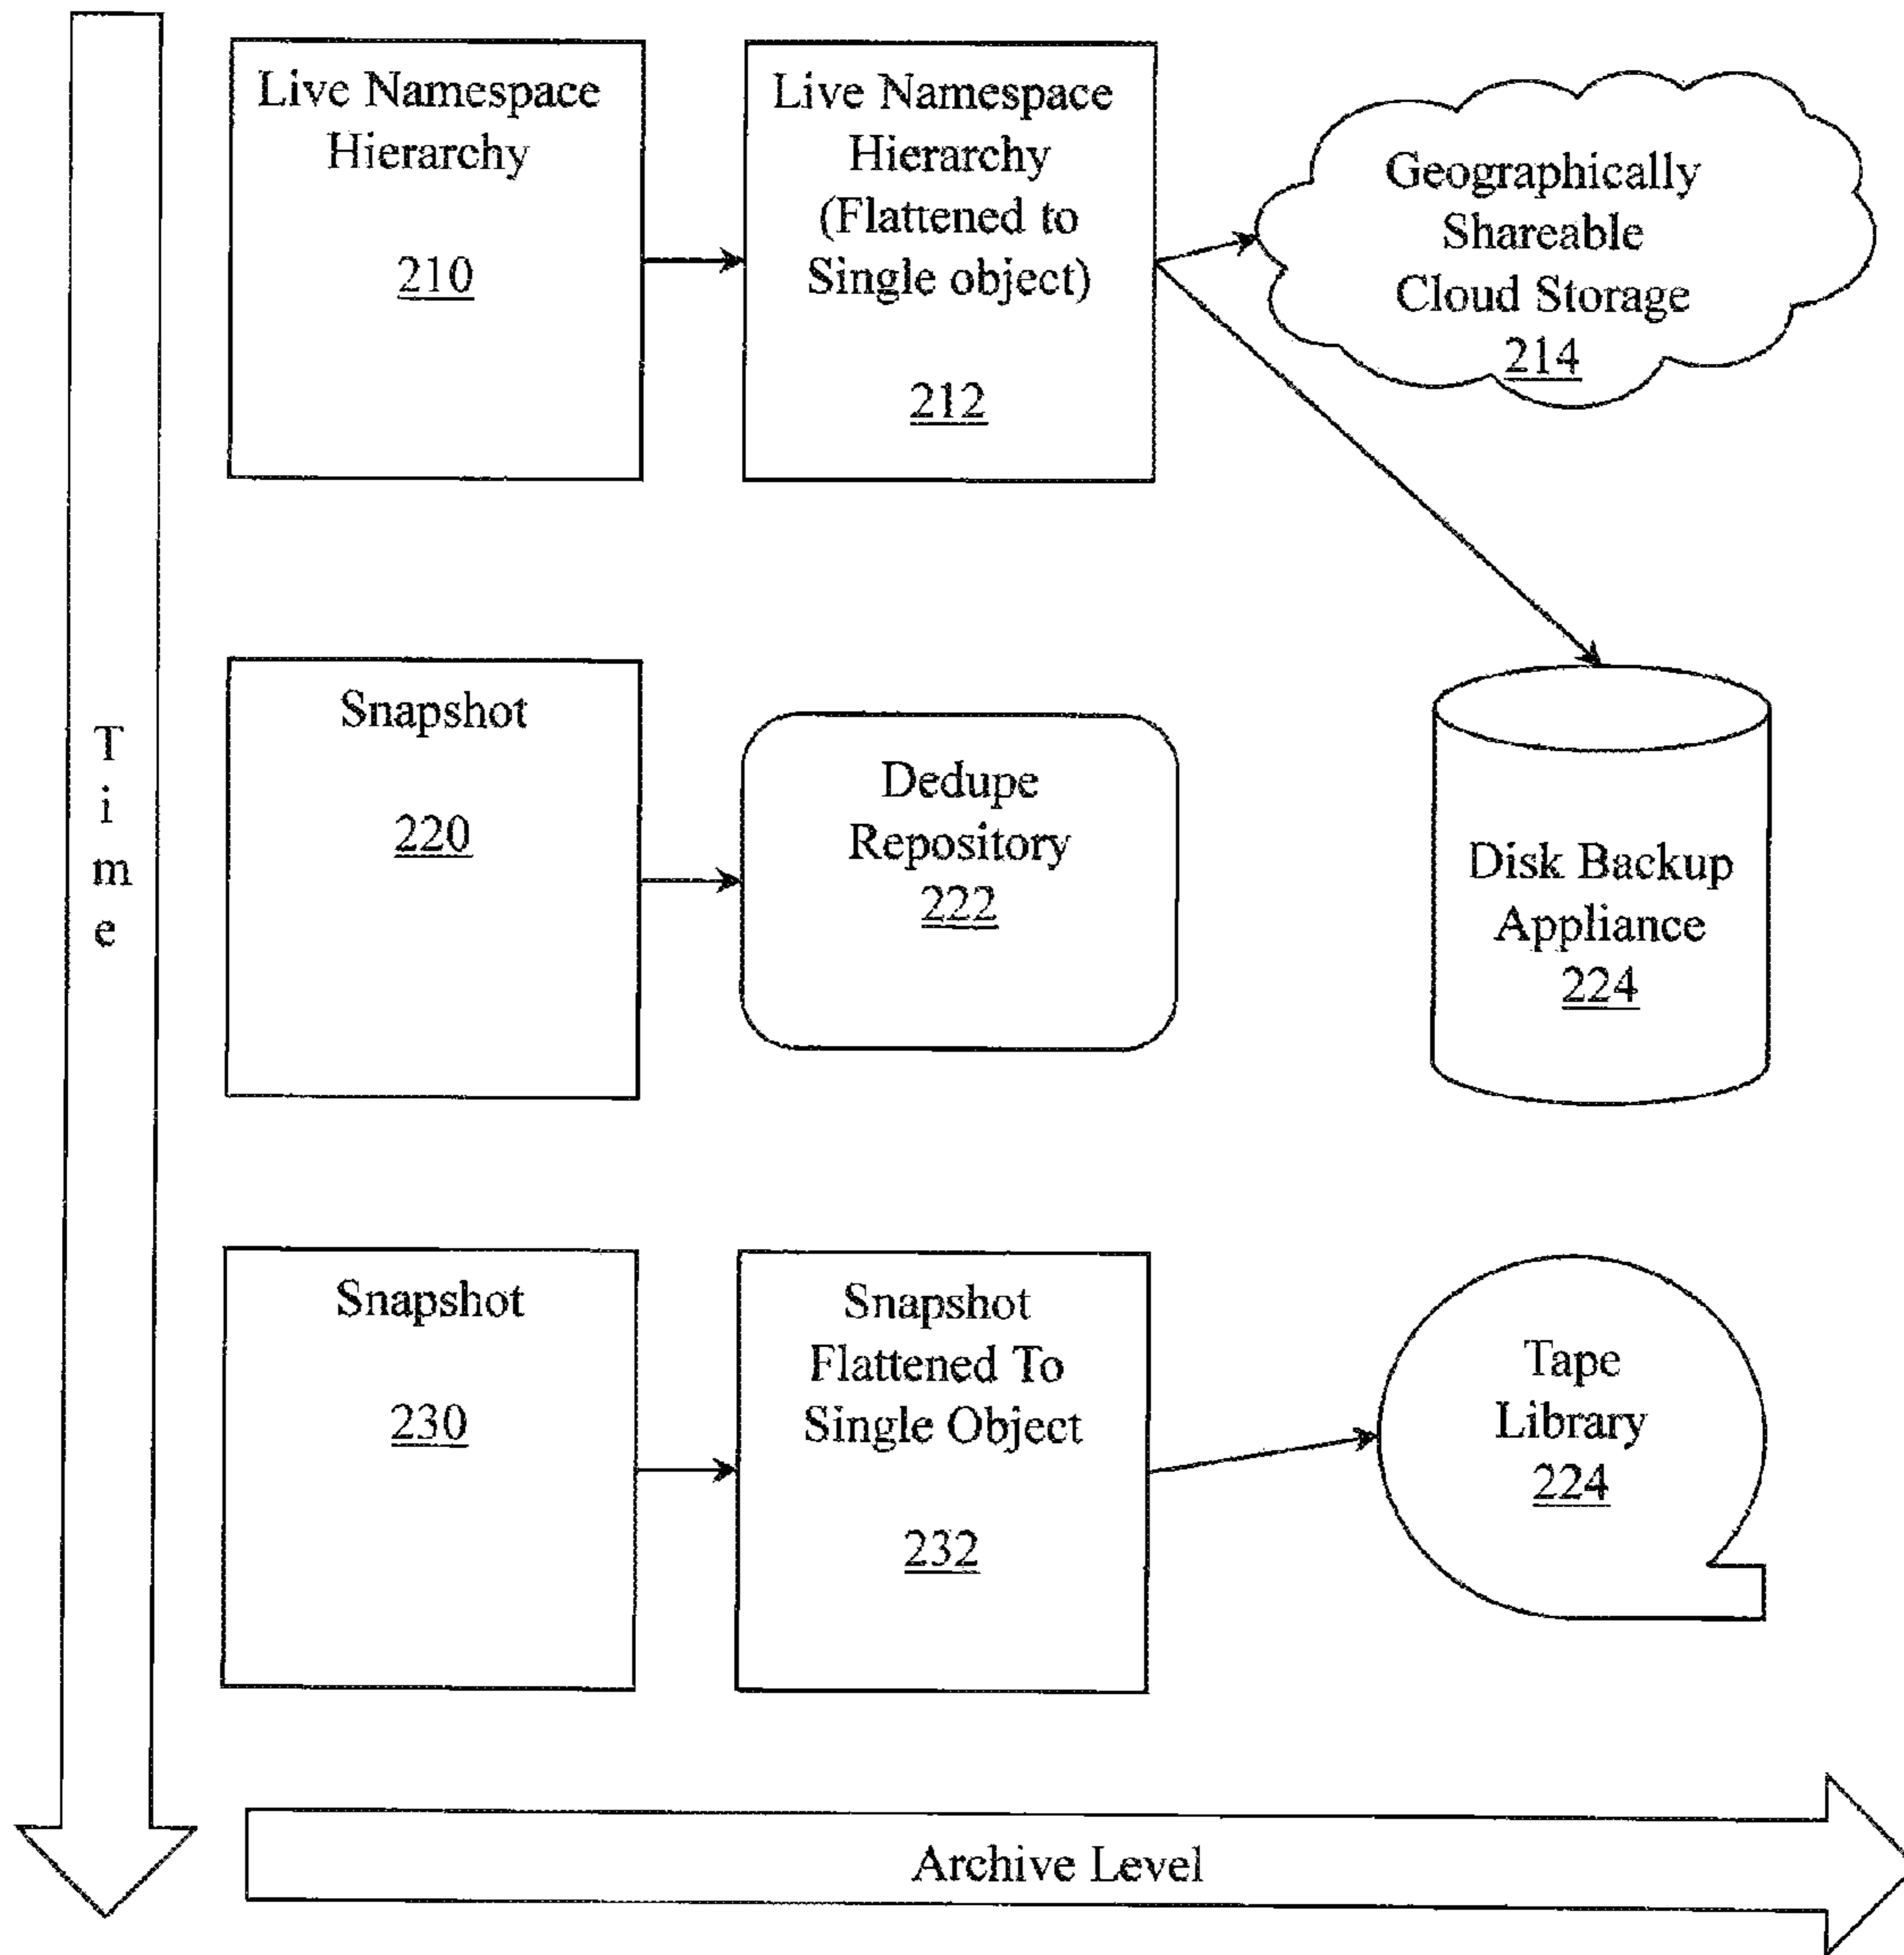 Live Namespace
Hierarchy
210
Live Namespace
Hierarchy
(Flattened to
Single object)
212
Geographically
Shareable
Cloud Storage
214
Time
Snapshot
220
Dedupe
Repository
222
Disk Backup
Appliance
224
Snapshot
230
Snapshot
Flattened To
Single Object
232
Tape
Library
224
Archive Level